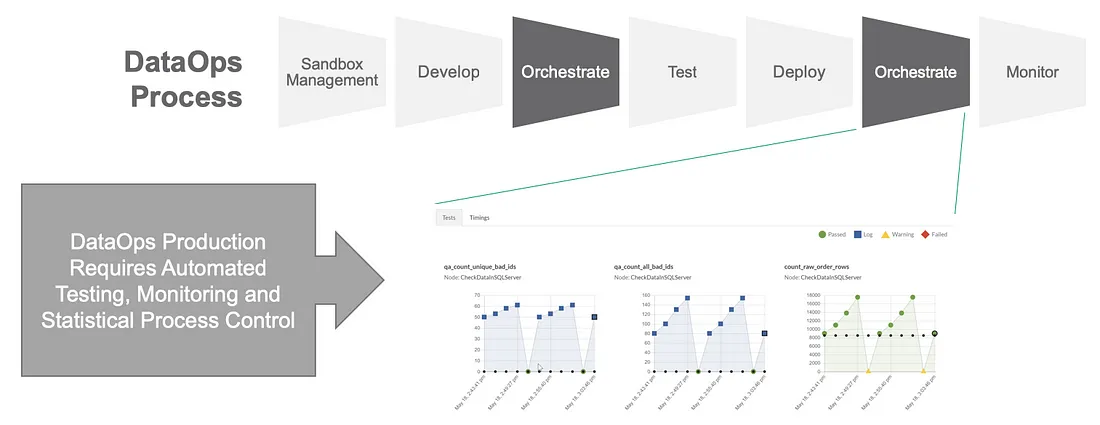 DataOps
Process
Sandbox
Management
Develop
Orchestrate
Test
Deploy
Orchestrate
Monitor
DataOps Production
Requires Automated
Testing, Monitoring and
Statistical Process Control
Tests
Timings
Passed
Log
Warning
Failed
qa_count_unique_bad_ids
Node: CheckDataInSQLServer
70
60
50
40
30
20
10
0
May 18, 2:43:41 pm
May 18, 2:49:27 pm
May 18, 2:55:40 pm
May 18, 3:03:46 pm
qa_count_all_bad_ids
Node: CheckDataInSQLServer
160
140
120
100
80
60
40
20
0
May 18, 2:43:41 pm
May 18, 2:49:27 pm
May 18, 2:55:40 pm
May 18, 3:03:46 pm
count_raw_order_rows
Node: CheckDataInSQLServer
18000
16000
14000
12000
10000
8000
6000
4000
2000
0
May 18, 2:43:41 pm
May 18, 2:49:27 pm
May 18, 2:55:40 pm
May 18, 3:03:46 pm